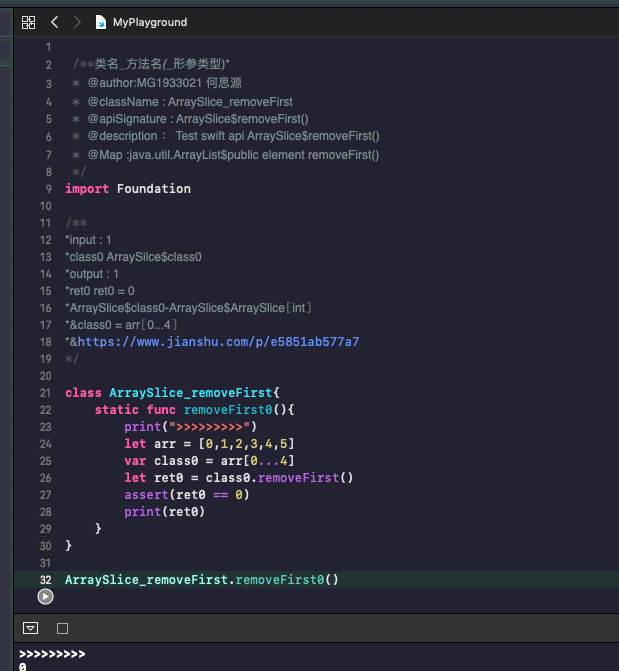 MyPlayground
1
2 /**类名_方法名(_形参类型)*
3 * @author:MG1933021 何思源
4 * @className : ArraySlice_removeFirst
5 * @apiSignature : ArraySlice$removeFirst()
6 * @description： Test swift api ArraySlice$removeFirst()
7 * @Map :java.util.ArrayList$public element removeFirst()
8 */
9 import Foundation
10
11 /**
12 *input : 1
13 *class0 ArraySilce$class0
14 *output : 1
15 *ret0 ret0 = 0
16 *ArraySlice$class0-ArraySlice$ArraySlice[int]
17 *&class0 = arr[0...4]
18 *&https://www.jianshu.com/p/e5851ab577a7
19 */
20
21 class ArraySlice_removeFirst{
22 static func removeFirst0(){
23 print(">>>>>>>>>")
24 let arr = [0,1,2,3,4,5]
25 var class0 = arr[0...4]
26 let ret0 = class0.removeFirst()
27 assert(ret0 == 0)
28 print(ret0)
29 }
30 }
31
32 ArraySlice_removeFirst.removeFirst0()
>>>>>>>>>
0